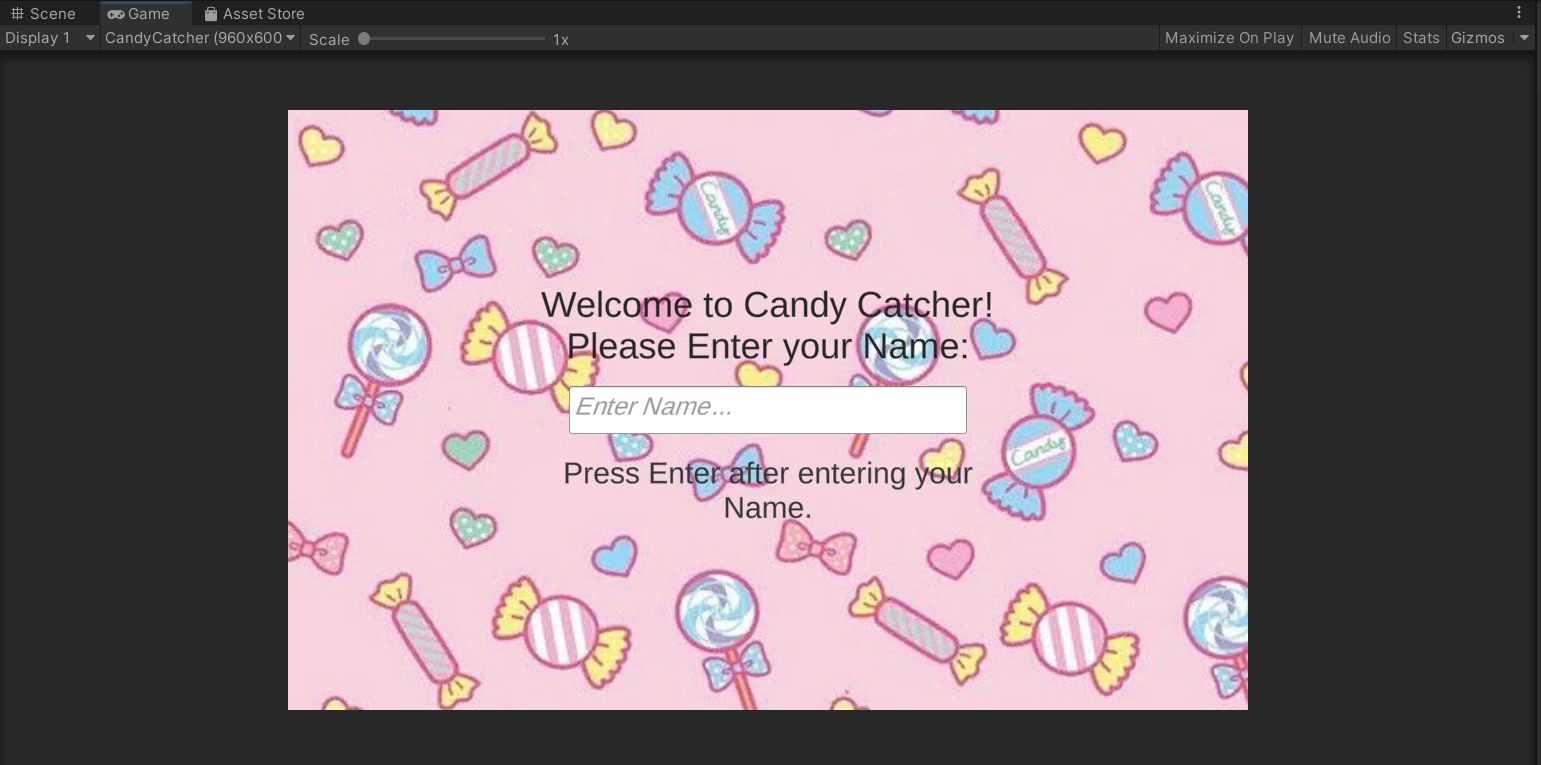 Scene Game Asset Store
Display 1 CandyCatcher (960x600 Scale 1x Maximize On Play Mute Audio Stats Gizmos
Candy
Candy
Welcome to Candy Catcher!
Please Enter your Name:
Enter Name...
Candy
Press Enter after entering your
Name.